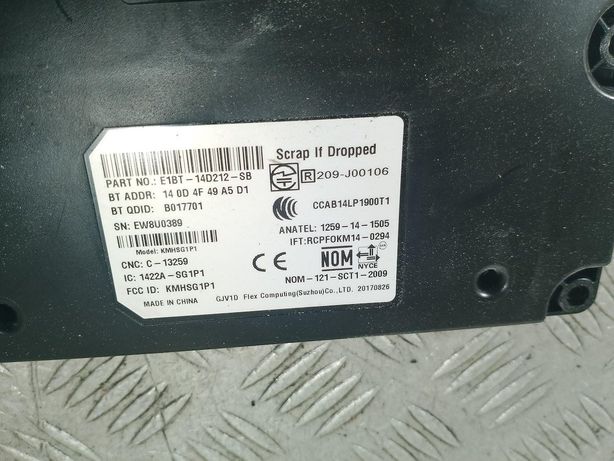 Scrap If Dropped
PART NO.: E1BT-14D212-SB
BT ADDR: 14 0D 4F 49 A5 D1
BT QDID: B017701
SN: EW8U0389
Model: KMHSG1P1
CNC: C-13259
IC: 1422A-SG1P1
FCC ID: KMHSG1P1
MADE IN CHINA
R 209-J00106
CCAB14LP1900T1
ANATEL: 1259-14-1505
IFT:RCPFOKM14-0294
CE
NOM
NYCE
NOM-121-SCT1-2009
GJV1D Flex Computing(Suzhou)Co., LTD. 20170826